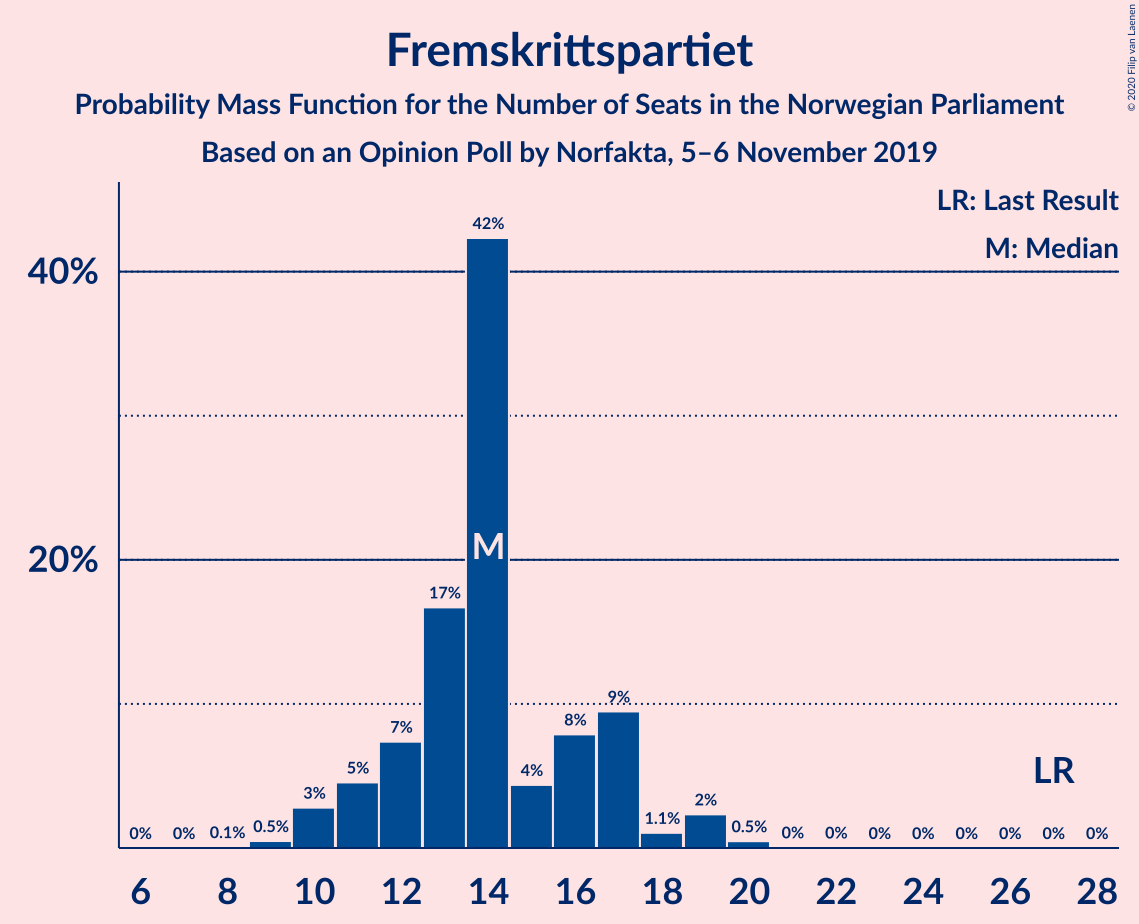 Fremskrittspartiet
Probability Mass Function for the Number of Seats in the Norwegian Parliament
Based on an Opinion Poll by Norfakta, 5–6 November 2019
© 2020 Filip van Laenen
LR: Last Result
M: Median
40%
20%
0% 0% 0.1% 0.5% 3% 5% 7% 17% 42% 4% 8% 9% 1.1% 2% 0.5% 0% 0% 0% 0% 0% 0% 0% 0%
M
LR
6 8 10 12 14 16 18 20 22 24 26 28